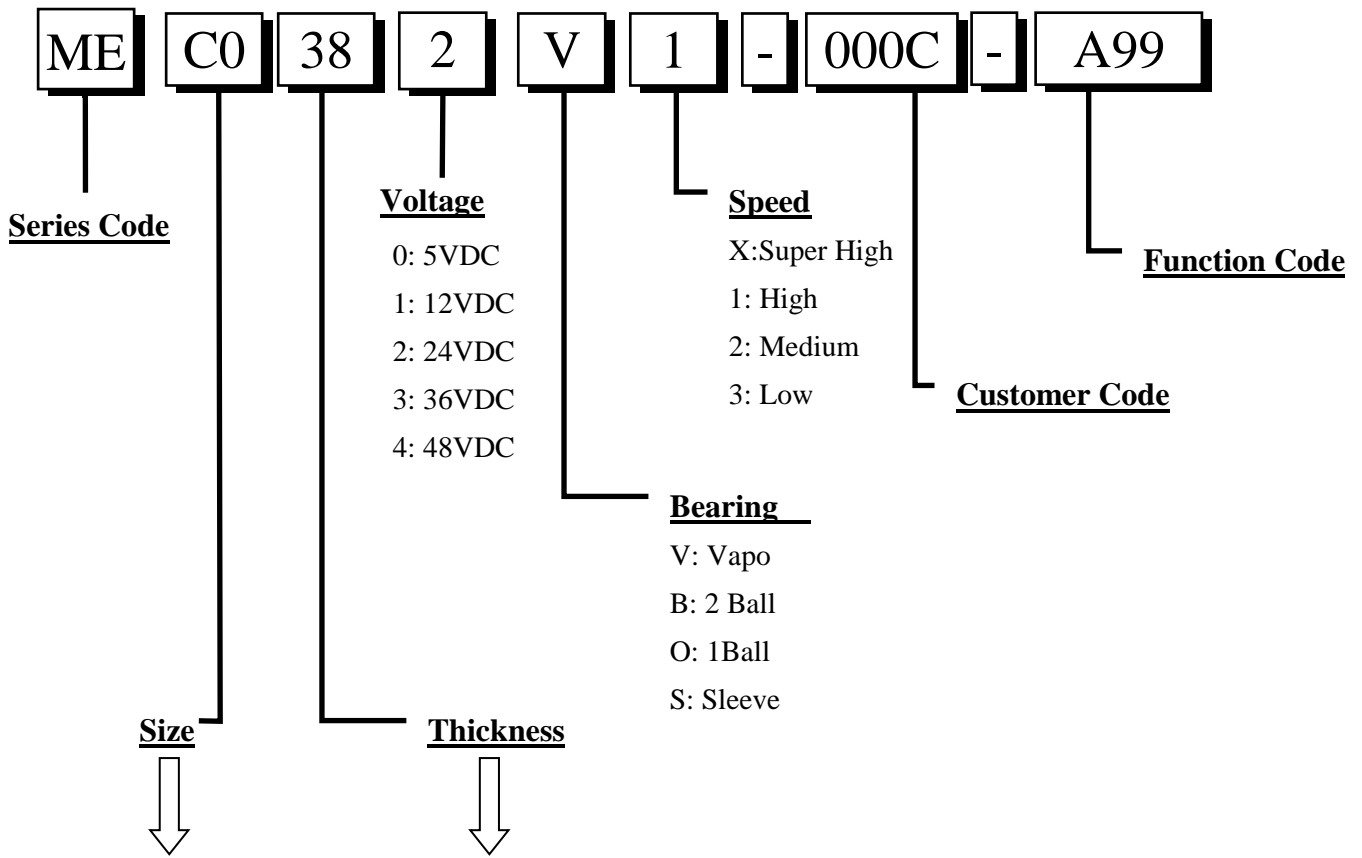 ME C0 38 2 V 1 - 000C - A99
Series Code
Voltage
0: 5VDC
1: 12VDC
2: 24VDC
3: 36VDC
4: 48VDC
Speed
X:Super High
1: High
2: Medium
3: Low
Function Code
Customer Code
Bearing
V: Vapo
B: 2 Ball
O: 1Ball
S: Sleeve
Size
Thickness